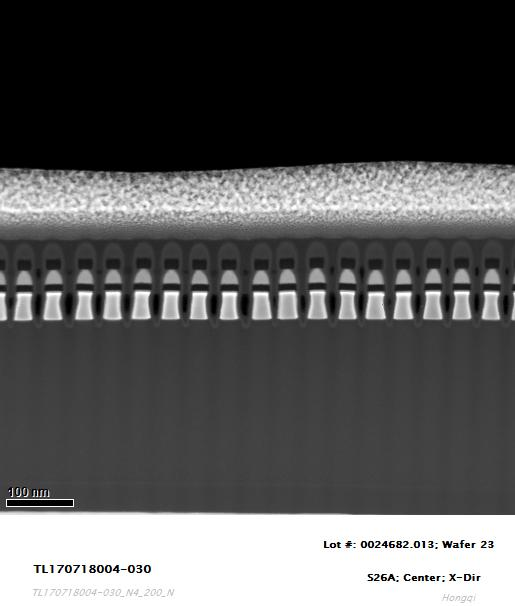 100 nm
Lot #: 0024682.013; Wafer 23
TL170718004-030
S26A; Center; X-Dir
TL170718004-030_N4_200_N
Hongqi